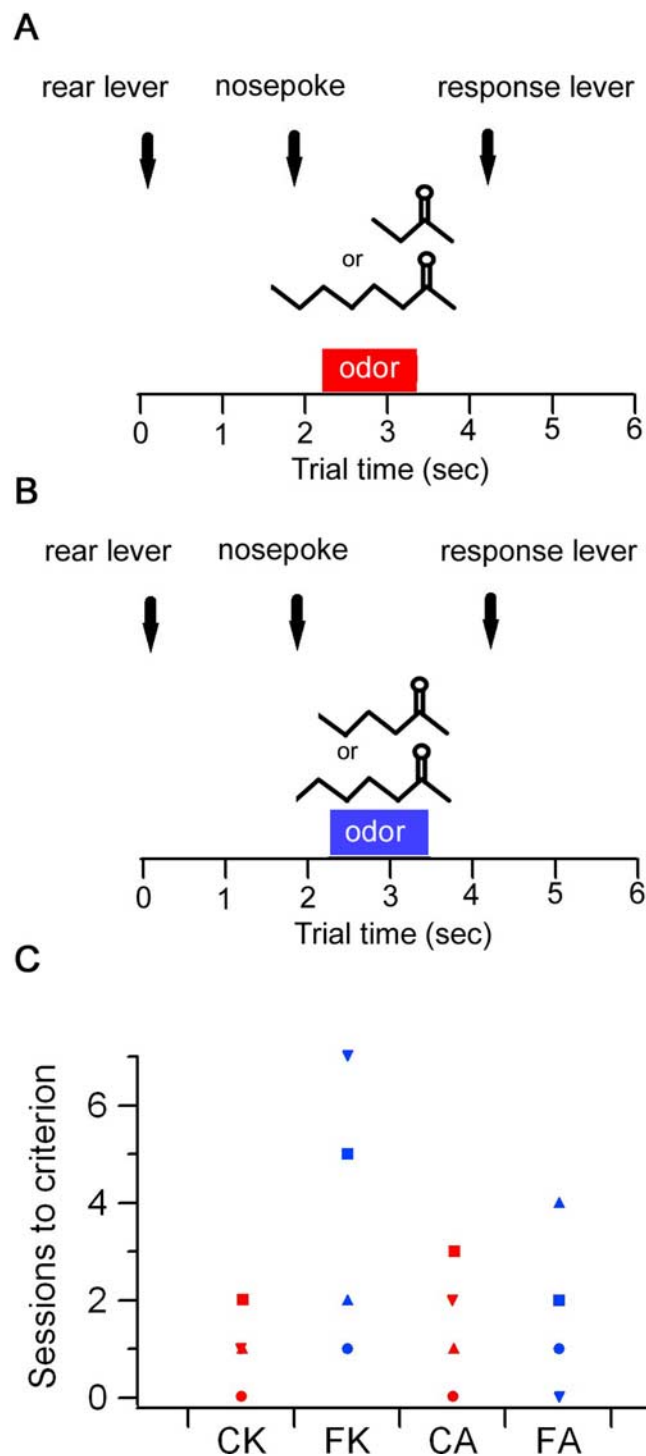 A
rear lever nosepoke response lever
or
odor
0 1 2 3 4 5 6
Trial time (sec)
B
rear lever nosepoke response lever
or
odor
0 1 2 3 4 5 6
Trial time (sec)
C
Sessions to criterion
6
4
2
0
CK FK CA FA